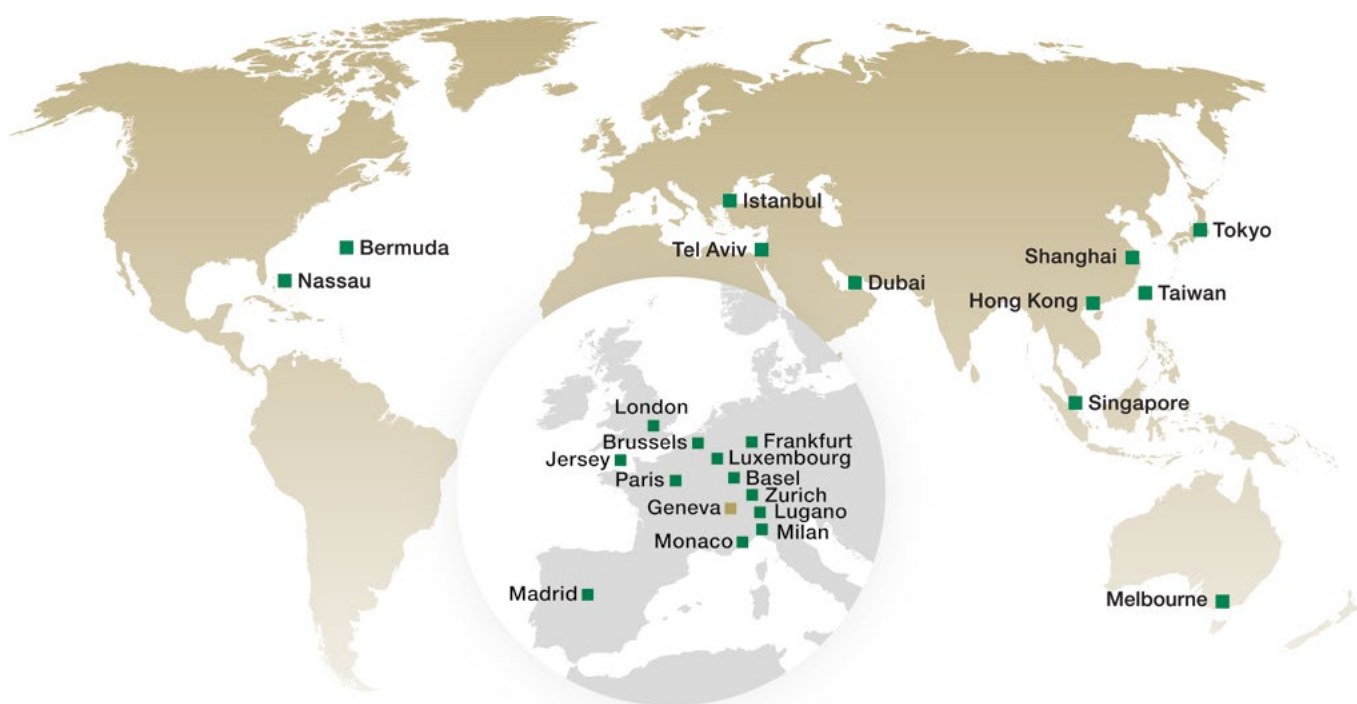 Istanbul
Tokyo
Bermuda
Tel Aviv
Shanghai
Nassau
Dubai
Hong Kong
Taiwan
Singapore
London
Brussels
Frankfurt
Jersey
Luxembourg
Paris
Basel
Zurich
Geneva
Lugano
Milan
Monaco
Madrid
Melbourne